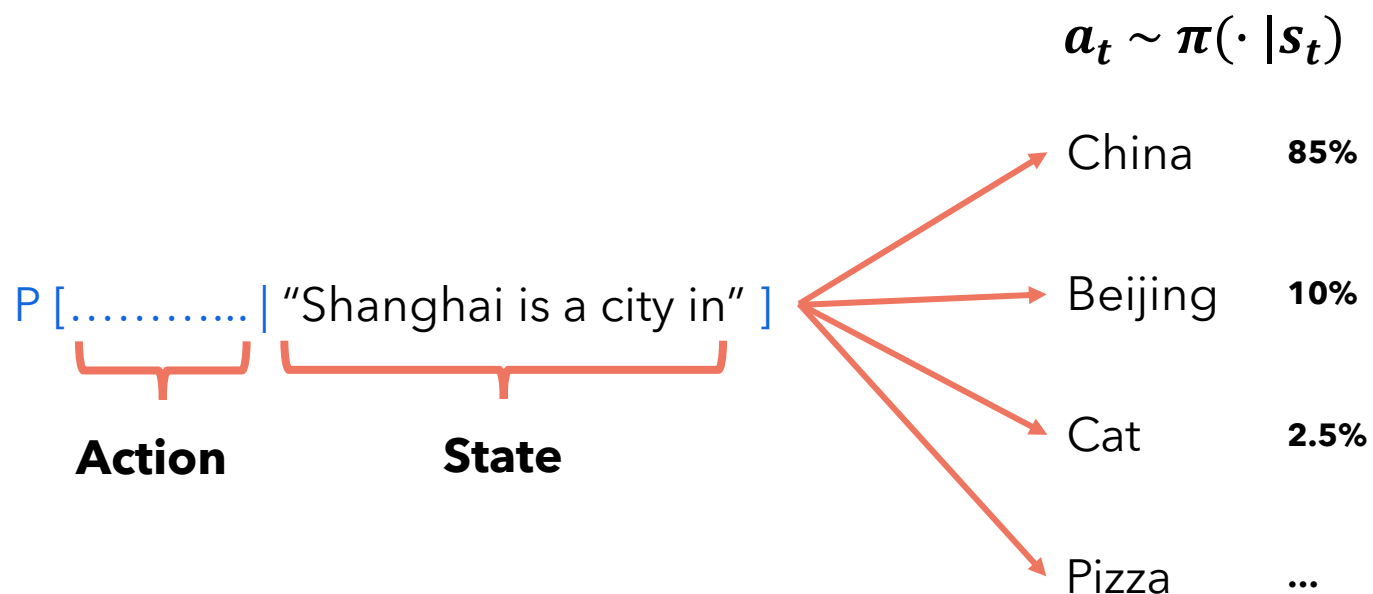 a_t ~ π(· |s_t)
China 85%
Beijing 10%
P [………… | “Shanghai is a city in” ]
Cat 2.5%
Action State
Pizza ...